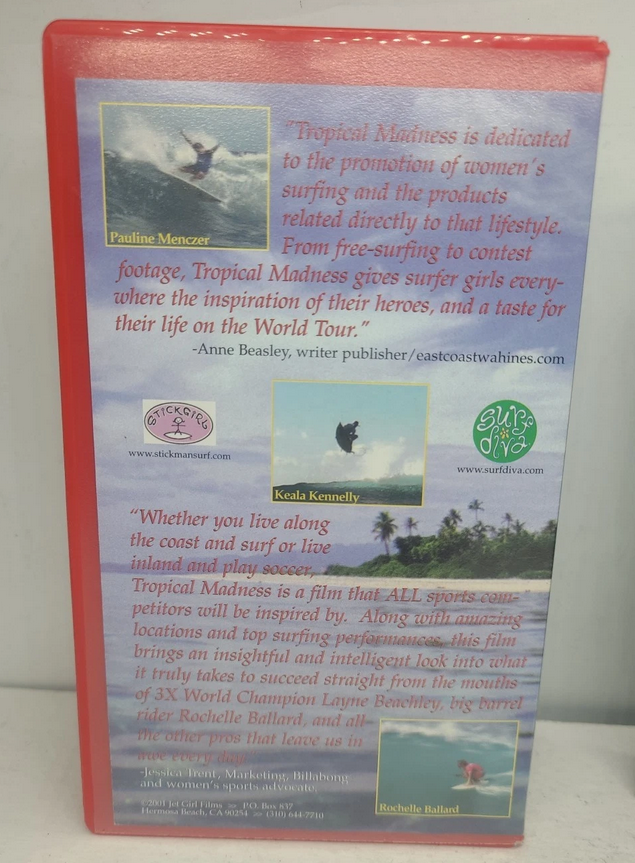 "Tropical Madness is dedicated
to the promotion of women's
surfing and the products
related directly to that lifestyle.
From free-surfing to contest
footage, Tropical Madness gives surfer girls every-
where the inspiration of their heroes, and a taste for
their life on the World Tour."
-Anne Beasley, writer publisher/eastcoastwahines.com
Pauline Menczer
STICKGIRL
www.stickmansurf.com
Keala Kennelly
SURF
diva
www.surfdiva.com
"Whether you live along
the coast and surf or live
inland and play soccer,
Tropical Madness is a film that ALL sports com-
petitors will be inspired by. Along with amazing
locations and top surfing performances, this film
brings an insightful and intelligent look into what
it truly takes to succeed straight from the mouths
of 3X World Champion Layne Beachley, big barrel
rider Rochelle Ballard, and all
the other pros that leave us in
awe every day."
-Jessica Trent, Marketing, Billabong
and women's sports advocate.
Rochelle Ballard
©2001 Jet Girl Films >> P.O. Box 837
Hermosa Beach, CA 90254 >> (310) 644-7710